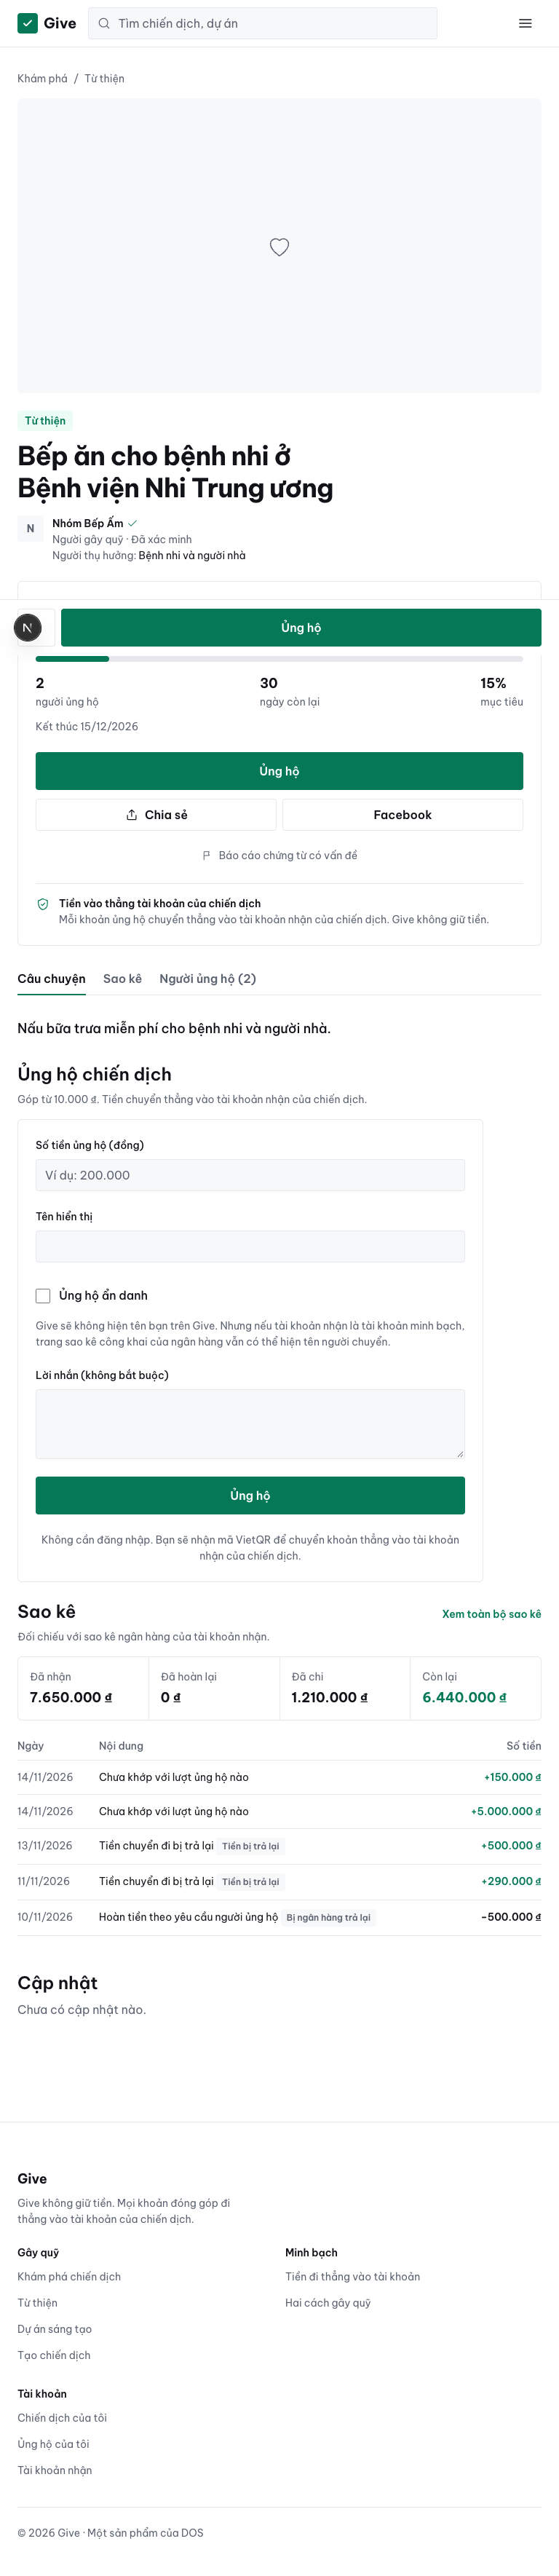 Give
Tìm chiến dịch, dự án
Khám phá / Từ thiện
Từ thiện
Bếp ăn cho bệnh nhi ở
Bệnh viện Nhi Trung ương
N
Nhóm Bếp Ấm
Người gây quỹ · Đã xác minh
Người thụ hưởng: Bệnh nhi và người nhà
N
Ủng hộ
2
người ủng hộ
30
ngày còn lại
15%
mục tiêu
Kết thúc 15/12/2026
Ủng hộ
Chia sẻ
Facebook
Báo cáo chứng từ có vấn đề
Tiền vào thẳng tài khoản của chiến dịch
Mỗi khoản ủng hộ chuyển thẳng vào tài khoản nhận của chiến dịch. Give không giữ tiền.
Câu chuyện
Sao kê
Người ủng hộ (2)
Nấu bữa trưa miễn phí cho bệnh nhi và người nhà.
Ủng hộ chiến dịch
Góp từ 10.000 ₫. Tiền chuyển thẳng vào tài khoản nhận của chiến dịch.
Số tiền ủng hộ (đồng)
Ví dụ: 200.000
Tên hiển thị
Ủng hộ ẩn danh
Give sẽ không hiện tên bạn trên Give. Nhưng nếu tài khoản nhận là tài khoản minh bạch,
trang sao kê công khai của ngân hàng vẫn có thể hiện tên người chuyển.
Lời nhắn (không bắt buộc)
Ủng hộ
Không cần đăng nhập. Bạn sẽ nhận mã VietQR để chuyển khoản thẳng vào tài khoản
nhận của chiến dịch.
Sao kê
Xem toàn bộ sao kê
Đối chiếu với sao kê ngân hàng của tài khoản nhận.
Đã nhận
7.650.000 ₫
Đã hoàn lại
0 ₫
Đã chi
1.210.000 ₫
Còn lại
6.440.000 ₫
Ngày Nội dung Số tiền
14/11/2026 Chưa khớp với lượt ủng hộ nào +150.000 ₫
14/11/2026 Chưa khớp với lượt ủng hộ nào +5.000.000 ₫
13/11/2026 Tiền chuyển đi bị trả lại Tiền bị trả lại +500.000 ₫
11/11/2026 Tiền chuyển đi bị trả lại Tiền bị trả lại +290.000 ₫
10/11/2026 Hoàn tiền theo yêu cầu người ủng hộ Bị ngân hàng trả lại −500.000 ₫
Cập nhật
Chưa có cập nhật nào.
Give
Give không giữ tiền. Mọi khoản đóng góp đi
thẳng vào tài khoản của chiến dịch.
Gây quỹ
Khám phá chiến dịch
Từ thiện
Dự án sáng tạo
Tạo chiến dịch
Minh bạch
Tiền đi thẳng vào tài khoản
Hai cách gây quỹ
Tài khoản
Chiến dịch của tôi
Ủng hộ của tôi
Tài khoản nhận
© 2026 Give · Một sản phẩm của DOS